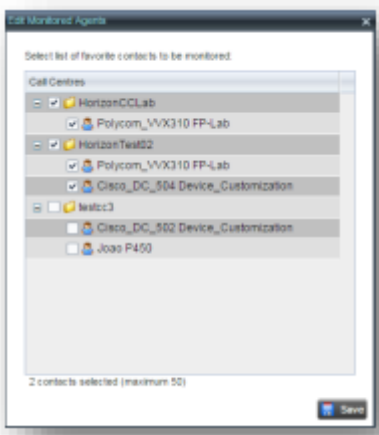 Edit Monitored Agents
Select list of favorite contacts to be monitored:
Call Centres
HorizonCCLab
Polycom_VVX310 FP-Lab
HorizonTest02
Polycom_VVX310 FP-Lab
Cisco_DC_504 Device_Customization
testcc3
Cisco_DC_502 Device_Customization
Joao P450
2 contacts selected (maximum 50)
Save